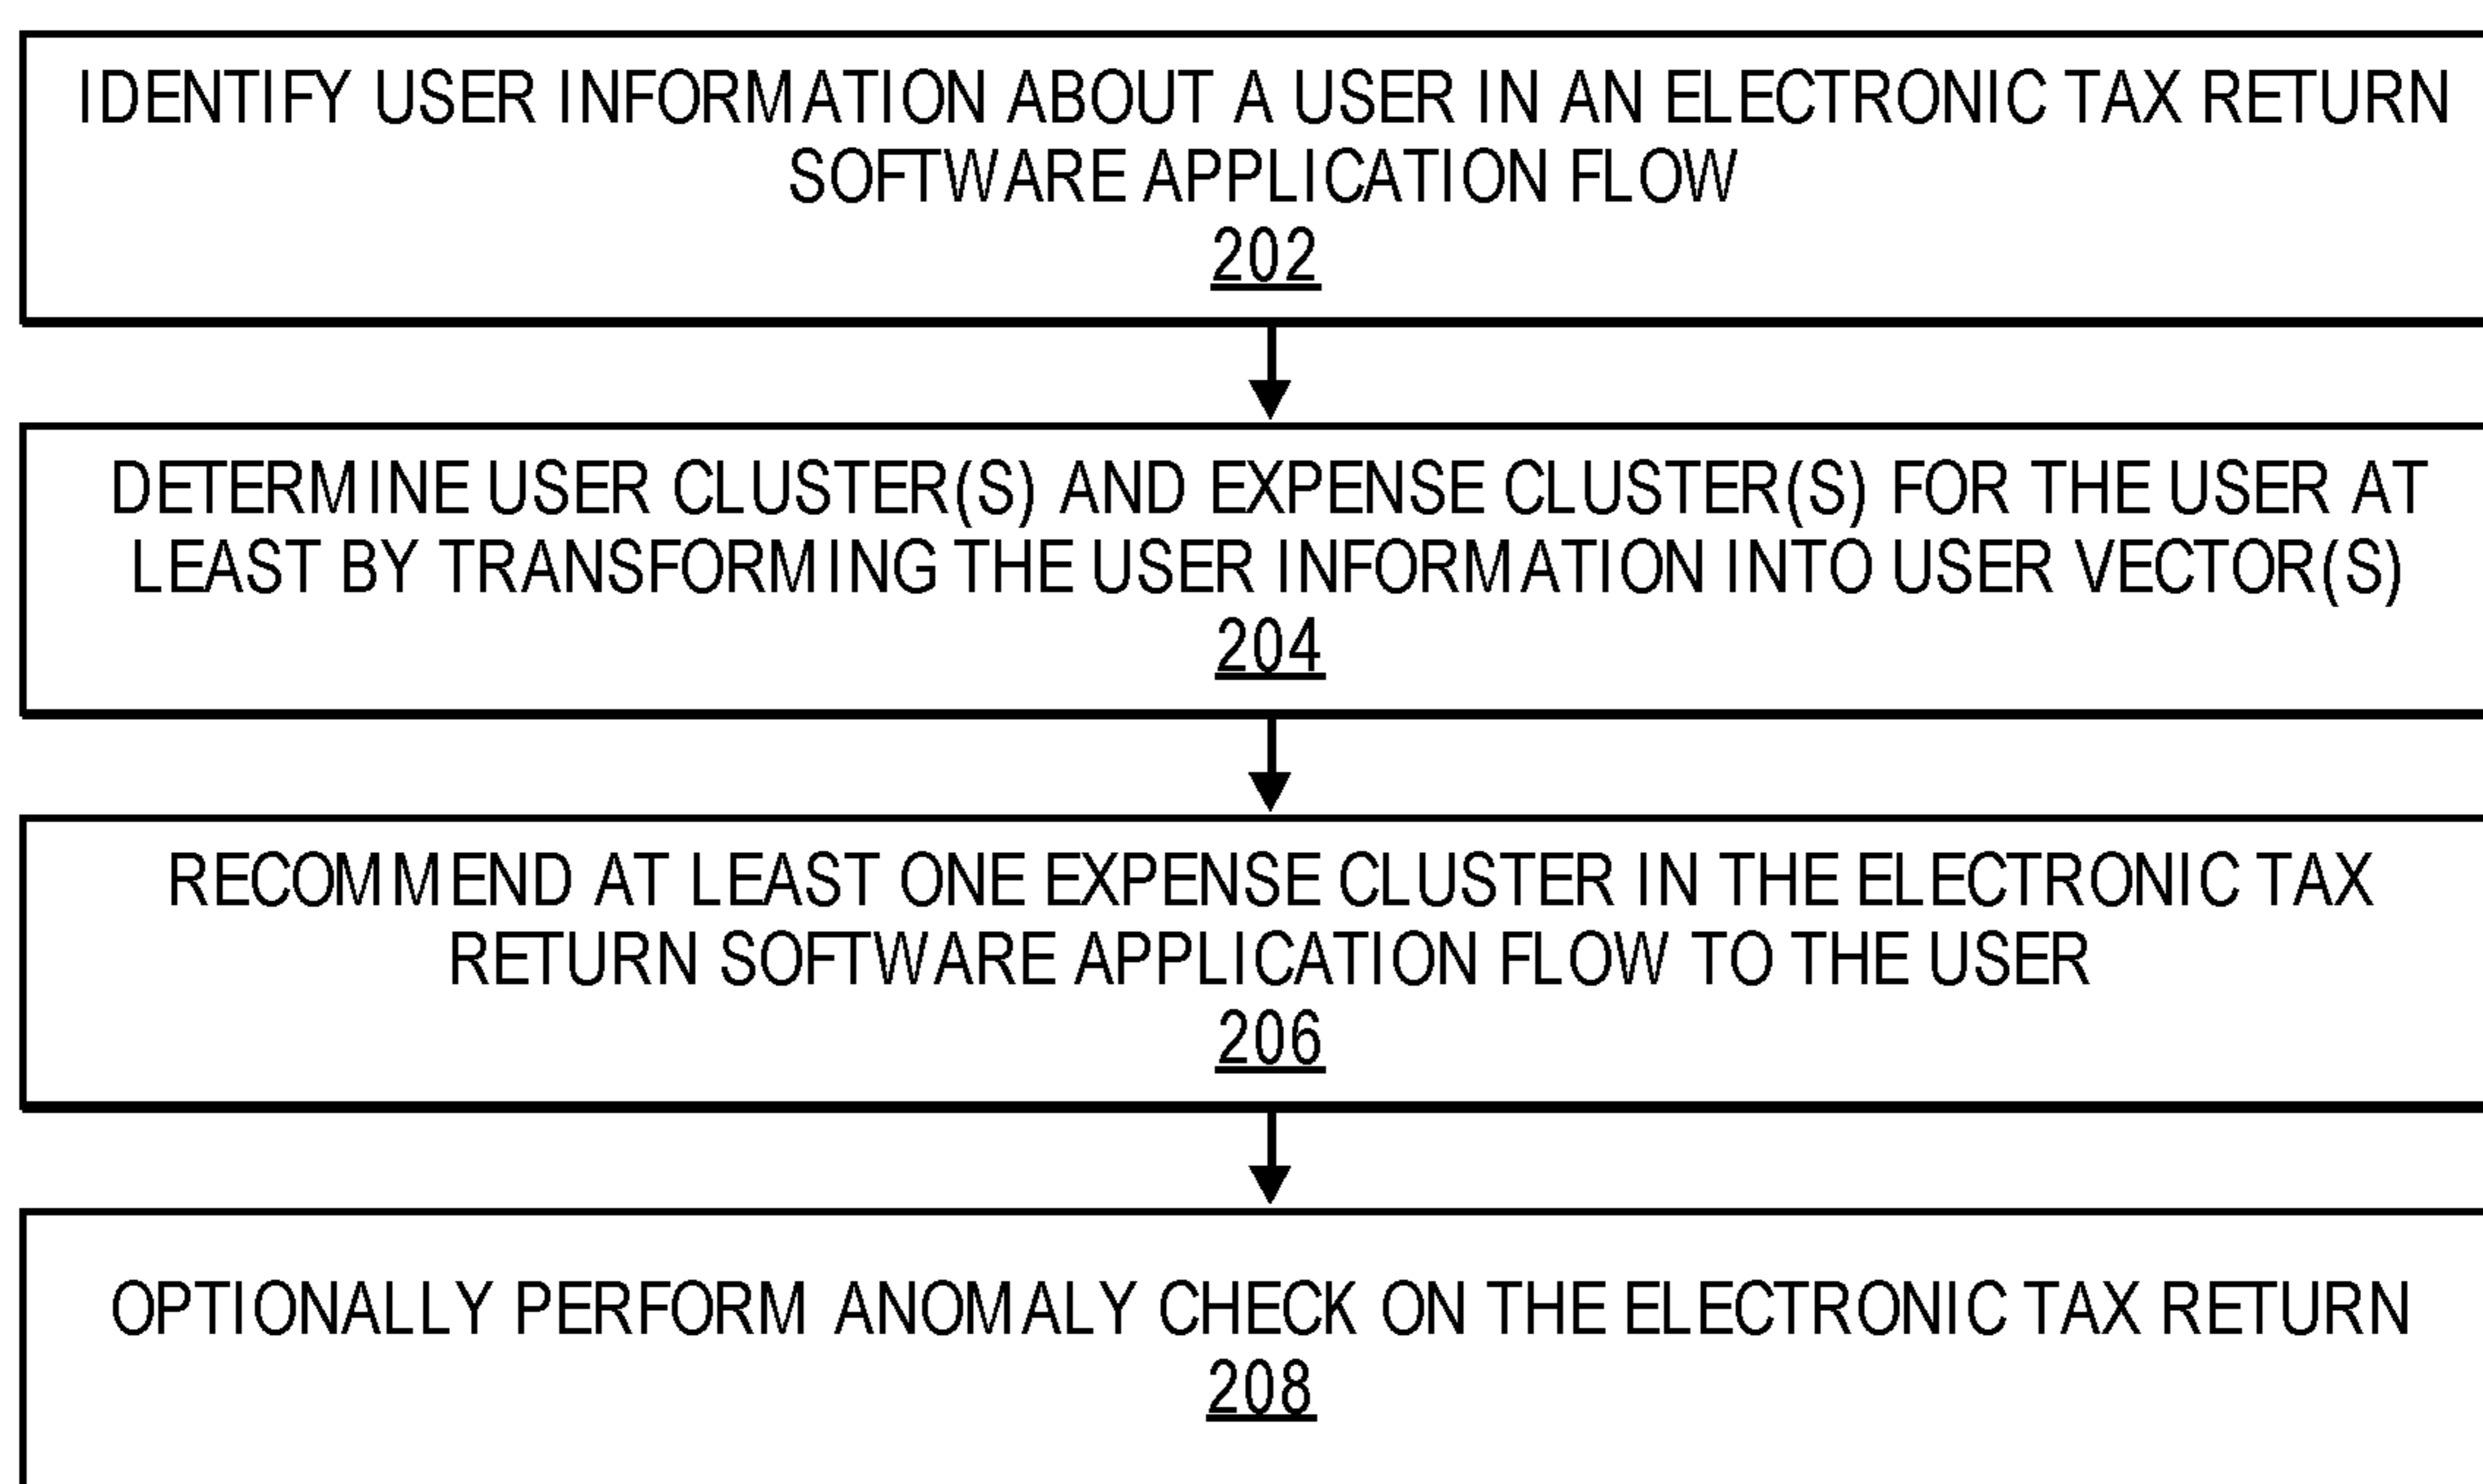 IDENTIFY USER INFORMATION ABOUT A USER IN AN ELECTRONIC TAX RETURN
SOFTWARE APPLICATION FLOW
202
DETERMINE USER CLUSTER(S) AND EXPENSE CLUSTER(S) FOR THE USER AT
LEAST BY TRANSFORMING THE USER INFORMATION INTO USER VECTOR(S)
204
RECOMMEND AT LEAST ONE EXPENSE CLUSTER IN THE ELECTRONIC TAX
RETURN SOFTWARE APPLICATION FLOW TO THE USER
206
OPTIONALLY PERFORM ANOMALY CHECK ON THE ELECTRONIC TAX RETURN
208